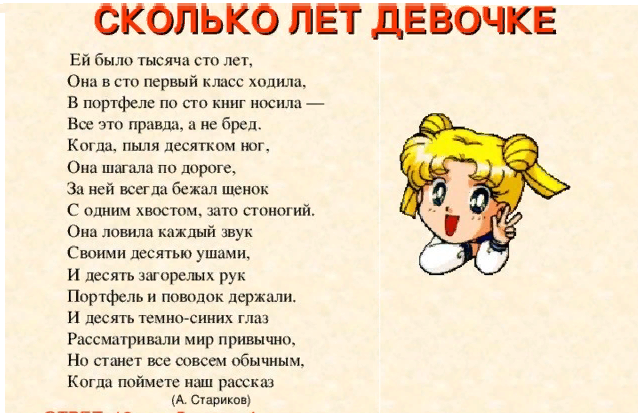 СКОЛЬКО ЛЕТ ДЕВОЧКЕ
Ей было тысяча сто лет,
Она в сто первый класс ходила,
В портфеле по сто книг носила —
Все это правда, а не бред.
Когда, пыля десятком ног,
Она шагала по дороге,
За ней всегда бежал щенок
С одним хвостом, зато стоногий.
Она ловила каждый звук
Своими десятью ушами,
И десять загорелых рук
Портфель и поводок держали.
И десять темно-синих глаз
Рассматривали мир привычно,
Но станет все совсем обычным,
Когда поймете наш рассказ
(А. Стариков)